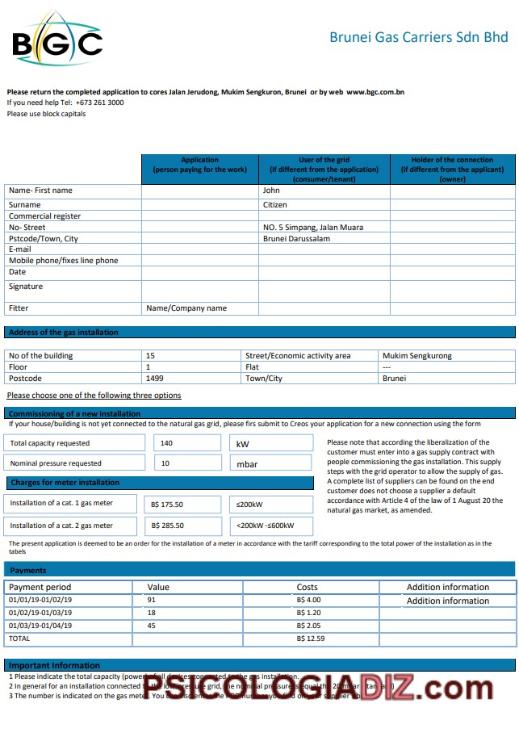 BGC
Brunei Gas Carriers Sdn Bhd
Please return the completed application to cores Jalan Jerudong, Mukim Sengkuron, Brunei or by web www.bgc.com.bn
If you need help Tel: +673 261 3000
Please use block capitals
Application (person paying for the work) User of the grid (if different from the application) (consumer/tenant) Holder of the connection (if different from the applicant) (owner)
Name- First name John
Surname Citizen
Commercial register
No- Street NO. 5 Simpang, Jalan Muara
Pstcode/Town, City Brunei Darussalam
E-mail
Mobile phone/fixes line phone
Date
Signature
Fitter Name/Company name
Address of the gas installation
No of the building 15 Street/Economic activity area Mukim Sengkurong
Floor 1 Flat ---
Postcode 1499 Town/City Brunei
Please choose one of the following three options
Commissioning of a new installation
If your house/building is not yet connected to the natural gas grid, please firs submit to Creos your application for a new connection using the form
Total capacity requested 140 kW
Nominal pressure requested 10 mbar
Charges for meter installation
Installation of a cat. 1 gas meter B$ 175.50 ≤200kW
Installation of a cat. 2 gas meter B$ 285.50 <200kW -≤600kW
Please note that according the liberalization of the
customer must enter into a gas supply contract with
people commissioning the gas installation. This supply
steps with the grid operator to allow the supply of gas.
A complete list of suppliers can be found on the end
customer does not choose a supplier a default
accordance with Article 4 of the law of 1 August 20 the
natural gas market, as amended.
The present application is deemed to be an order for the installation of a meter in accordance with the tariff corresponding to the total power of the installation as in the
tabels
Payments
Payment period Value Costs Addition information
01/01/19-01/02/19 91 B$ 4.00 Addition information
01/02/19-01/03/19 18 B$ 1.20
01/03/19-01/04/19 45 B$ 2.05
TOTAL B$ 12.59
Important Information
1 Please indicate the total capacity (power of all devices connected to the gas installation.
2 In general for an installation connected to the low pressure grid, the nominal pressure is equal the 20 mbar
3 The number is indicated on the gas meter. You can
ESTUDOGIADIZ.com